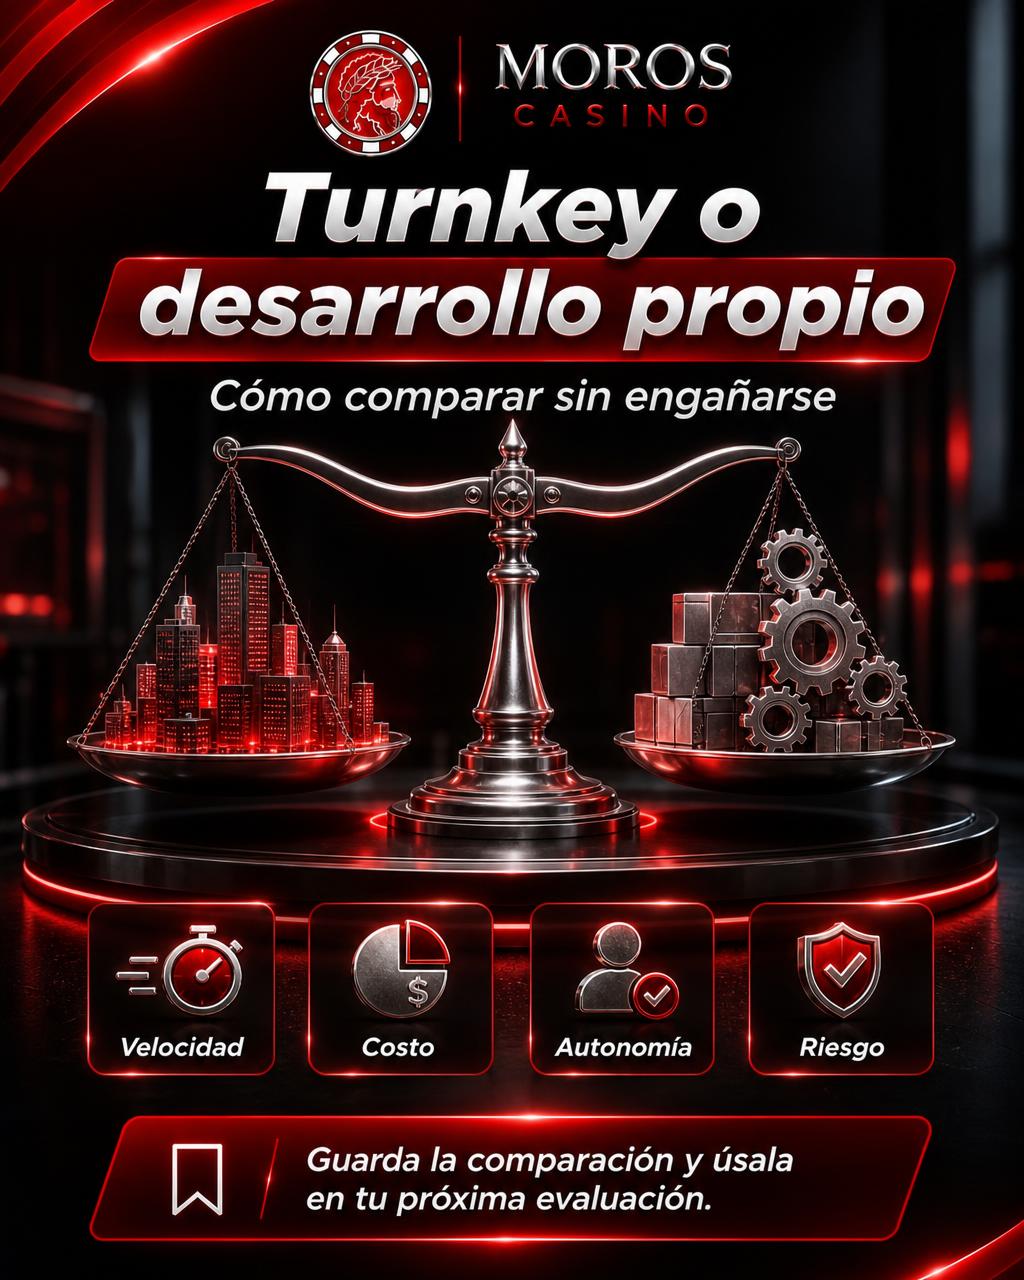 MOROS
CASINO
Turnkey o
desarrollo propio
Cómo comparar sin engañarse
$
Velocidad
Costo
Autonomía
Riesgo
Guarda la comparación y úsala
en tu próxima evaluación.